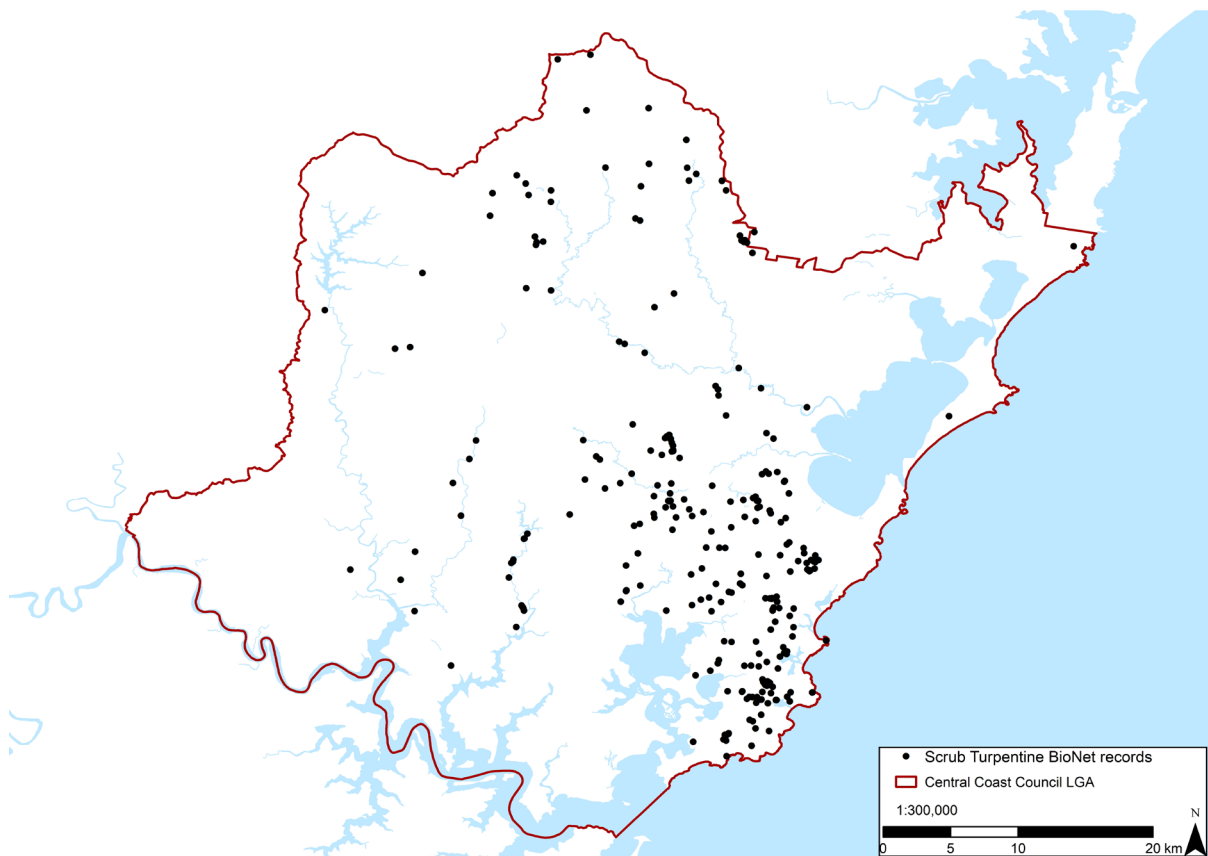 Scrub Turpentine BioNet records
Central Coast Council LGA
1:300,000
N
0 5 10 20 km